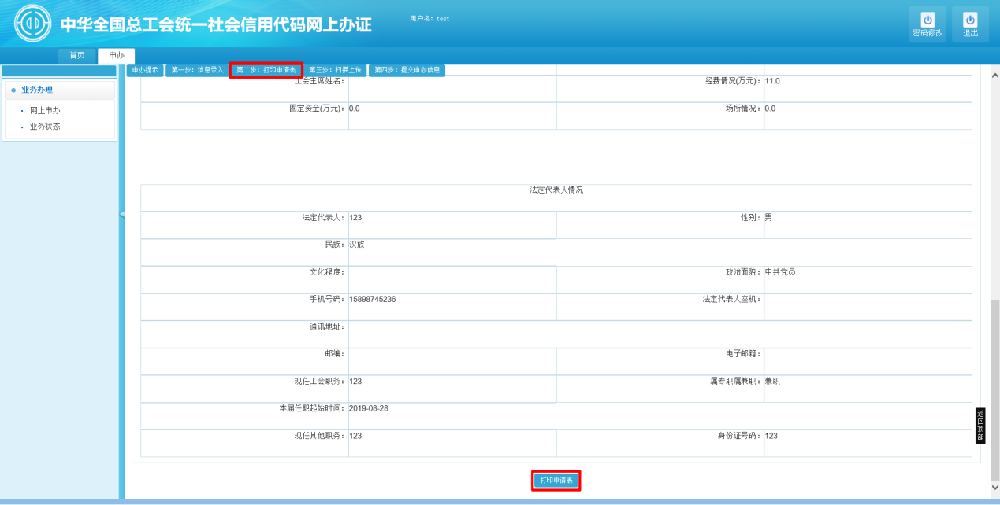 中华全国总工会统一社会信用代码网上办证
用户名: test
密码修改
退出
首页
申办
业务办理
网上申办
业务状态
申办提示
第一步: 信息录入
第二步: 打印申请表
第三步: 扫描上传
第四步: 提交申办信息
工会主席姓名:
经费情况(万元): 11.0
固定资金(万元): 0.0
场所情况: 0.0
法定代表人情况
法定代表人: 123
性别: 男
民族: 汉族
文化程度:
政治面貌: 中共党员
手机号码: 15898745236
法定代表人座机:
通讯地址:
邮编:
电子邮箱:
现任工会职务: 123
属专职属兼职: 兼职
本届任职起始时间: 2019-08-28
现任其他职务: 123
身份证号码: 123
返回顶部
打印申请表